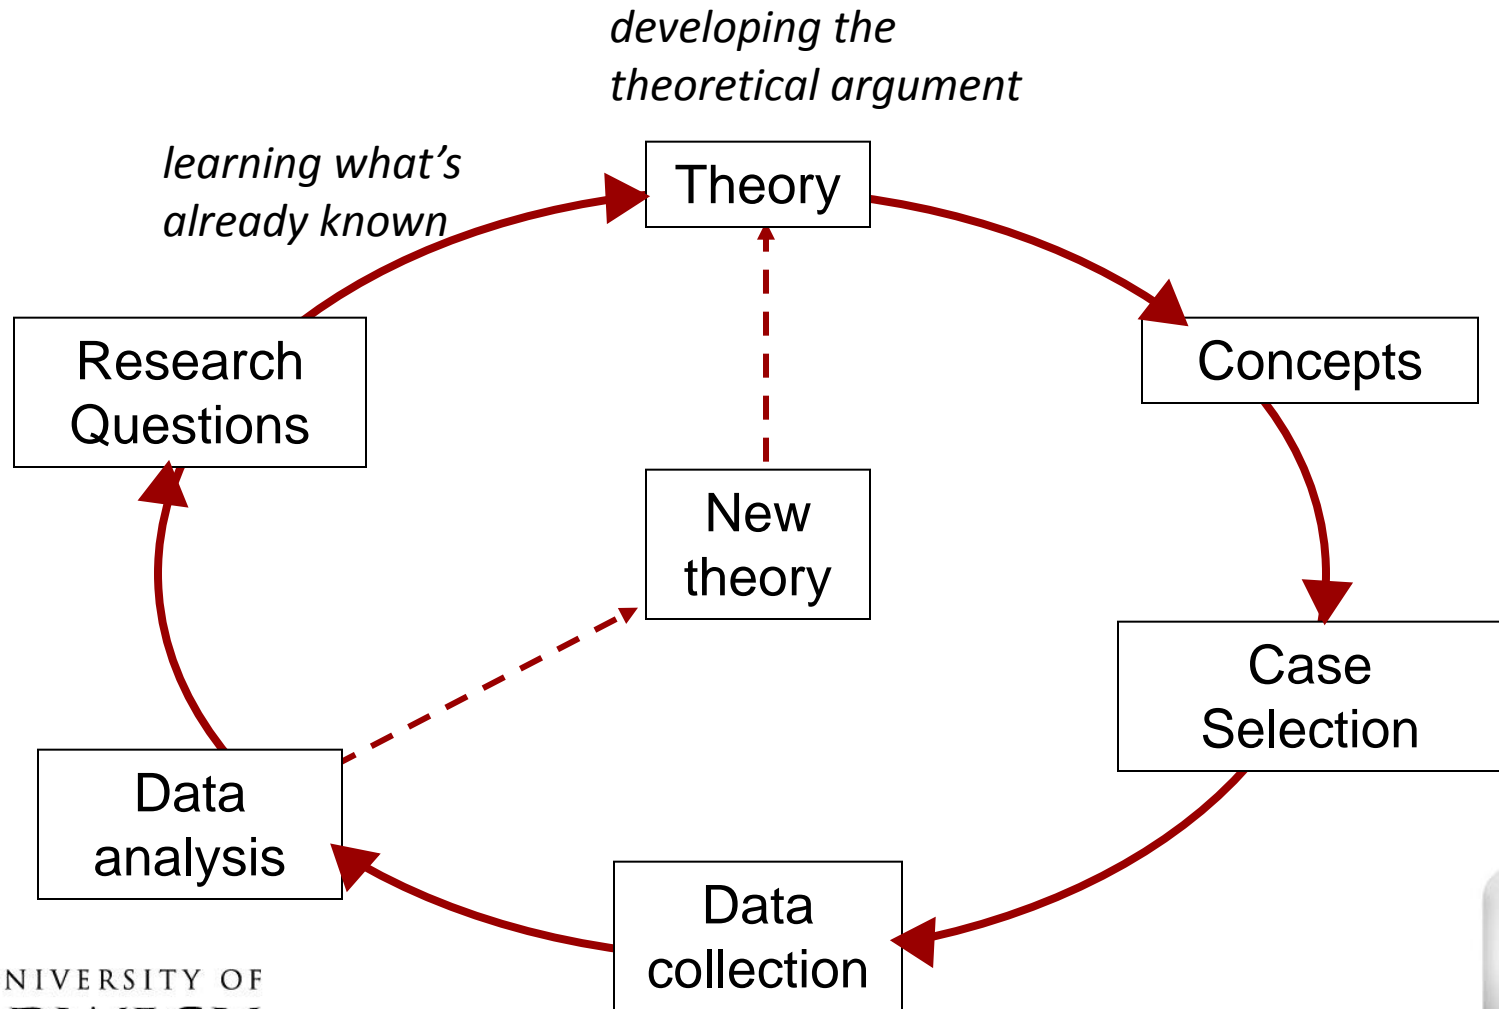 developing the
theoretical argument
learning what’s
already known
Theory
Research
Questions
Concepts
New
theory
Case
Selection
Data
analysis
Data
collection
NIVERSITY OF